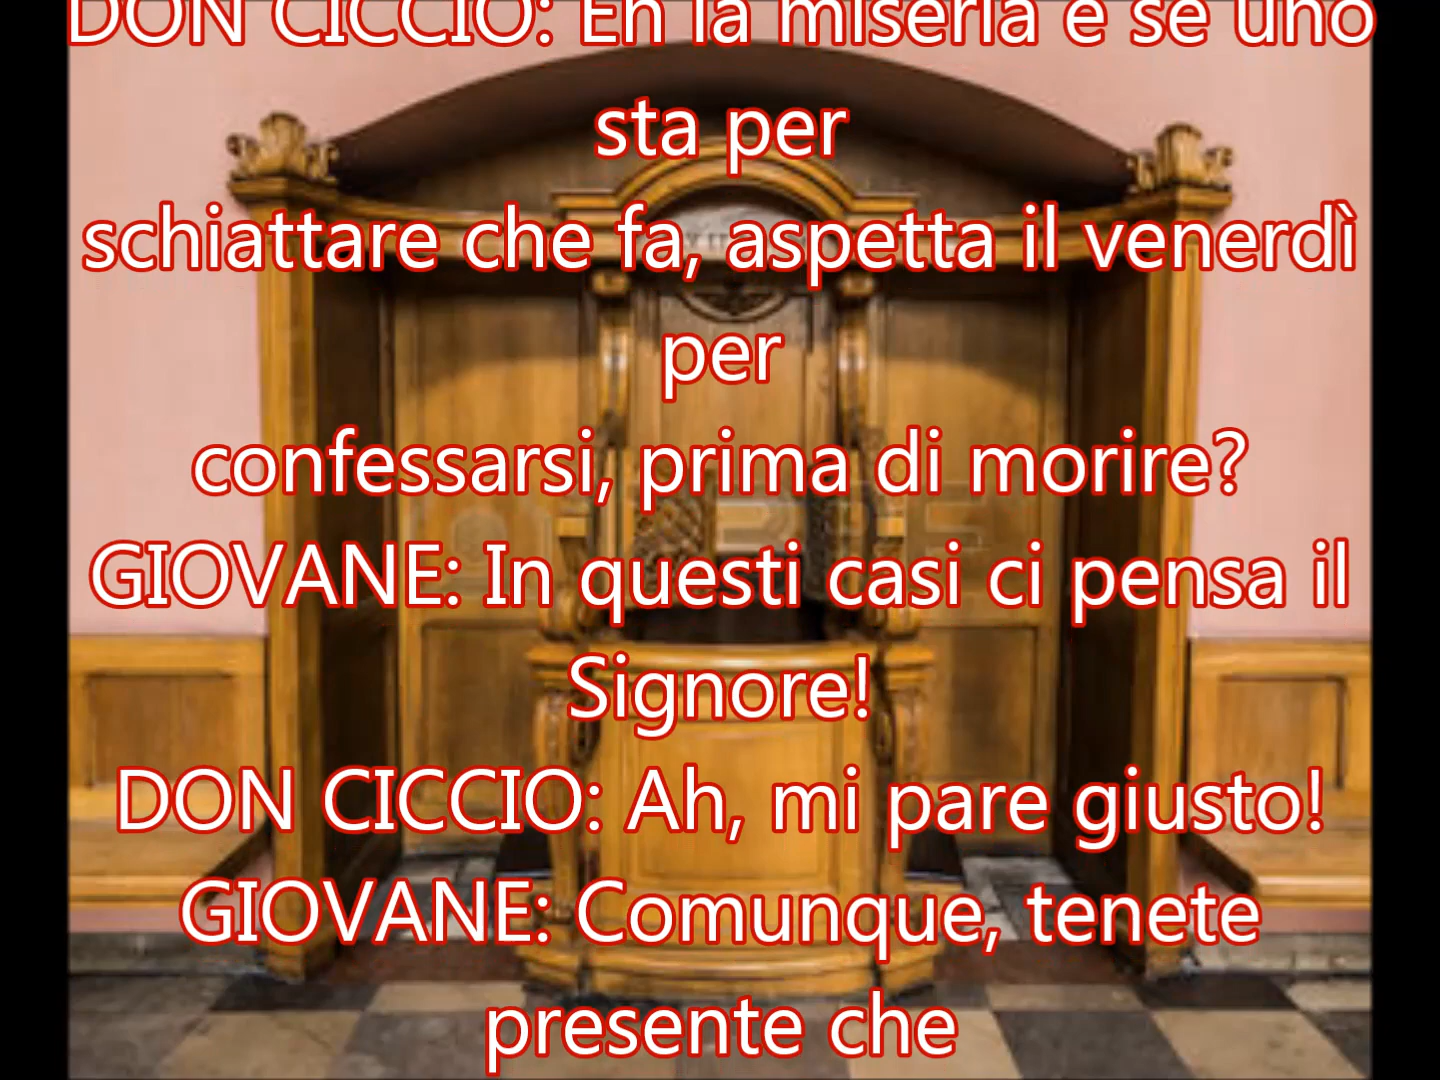 DON CICCIO: Eh la miseria e se uno
sta per
schiattare che fa, aspetta il venerdì
per
confessarsi, prima di morire?
GIOVANE: In questi casi ci pensa il
Signore!
DON CICCIO: Ah, mi pare giusto!
GIOVANE: Comunque, tenete
presente che